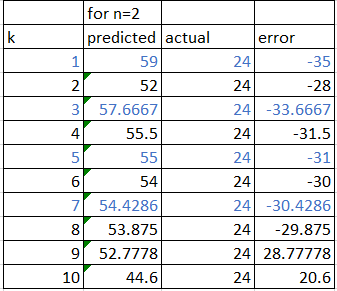 for n=2
k predicted actual error
1 59 24 -35
2 52 24 -28
3 57.6667 24 -33.6667
4 55.5 24 -31.5
5 55 24 -31
6 54 24 -30
7 54.4286 24 -30.4286
8 53.875 24 -29.875
9 52.7778 24 28.77778
10 44.6 24 20.6